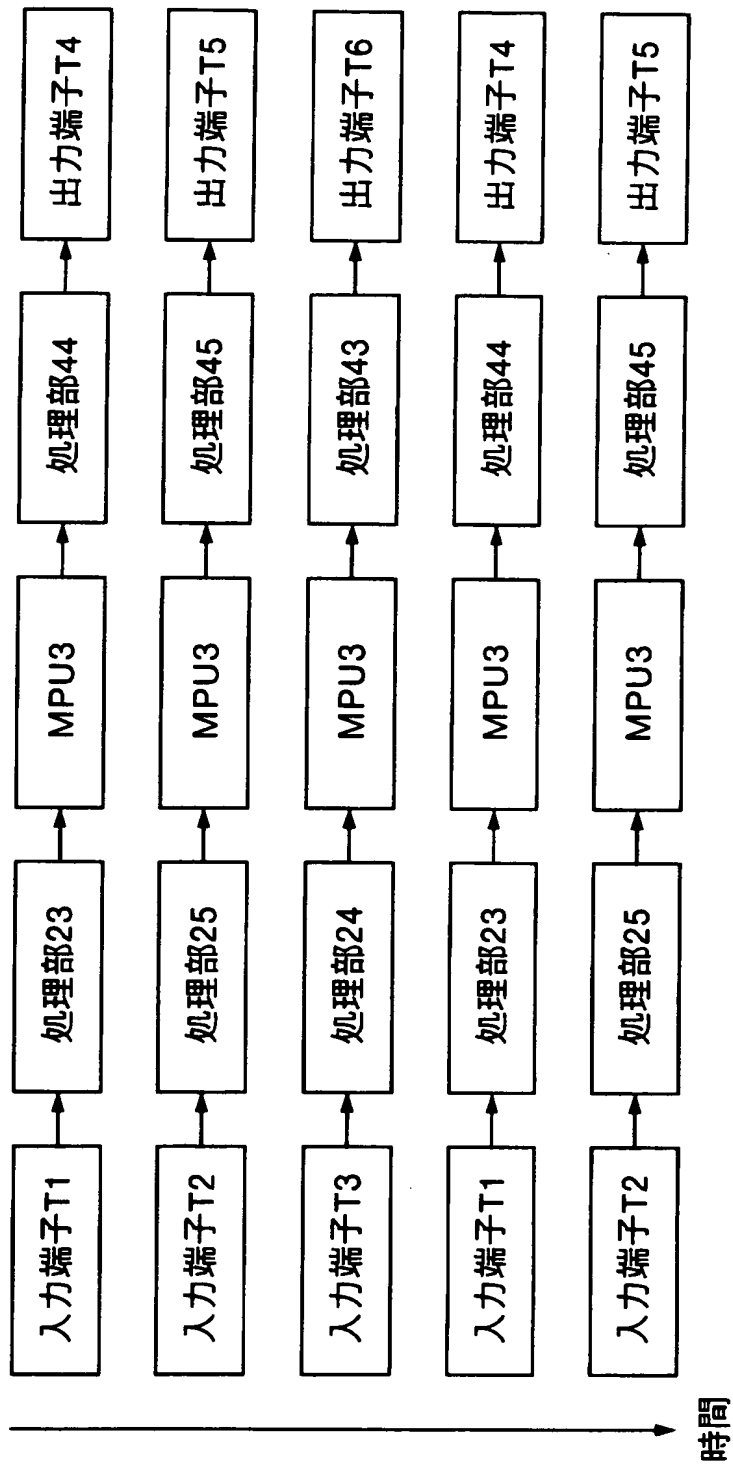 入力端子T1
処理部23
MPU3
処理部44
出力端子T4
入力端子T2
処理部25
MPU3
処理部45
出力端子T5
入力端子T3
処理部24
MPU3
処理部43
出力端子T6
入力端子T1
処理部23
MPU3
処理部44
出力端子T4
入力端子T2
処理部25
MPU3
処理部45
出力端子T5
時間